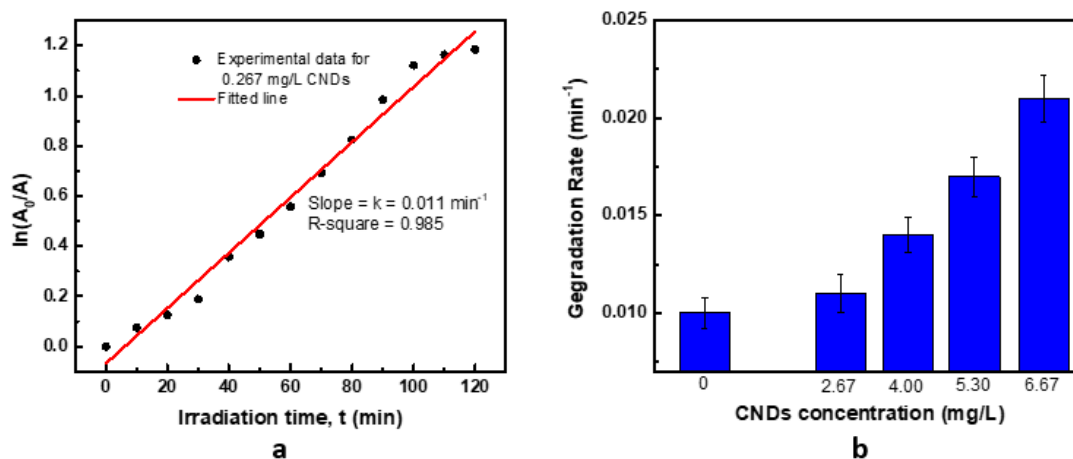 Experimental data for
0.267 mg/L CNDs
Fitted line
Slope = k = 0.011 min⁻¹
R-square = 0.985
ln(A₀/A)
1.2
1.0
0.8
0.6
0.4
0.2
0.0
0 20 40 60 80 100 120
Irradiation time, t (min)
a
Gegradation Rate (min⁻¹)
0.025
0.020
0.015
0.010
0 2.67 4.00 5.30 6.67
CNDs concentration (mg/L)
b